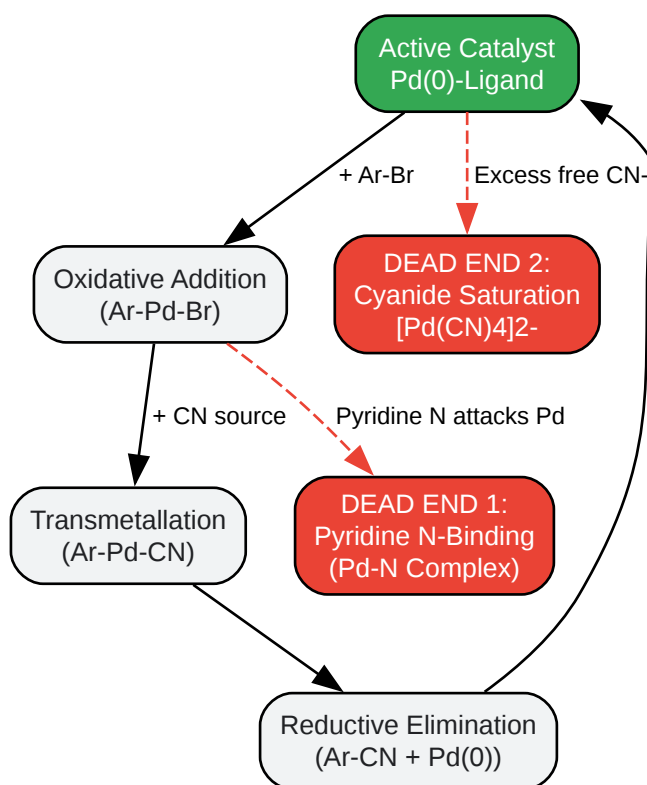 Active Catalyst
Pd(0)-Ligand
+ Ar-Br
Excess free CN-
Oxidative Addition
(Ar-Pd-Br)
DEAD END 2:
Cyanide Saturation
[Pd(CN)4]2-
+ CN source
Pyridine N attacks Pd
Transmetallation
(Ar-Pd-CN)
DEAD END 1:
Pyridine N-Binding
(Pd-N Complex)
Reductive Elimination
(Ar-CN + Pd(0))